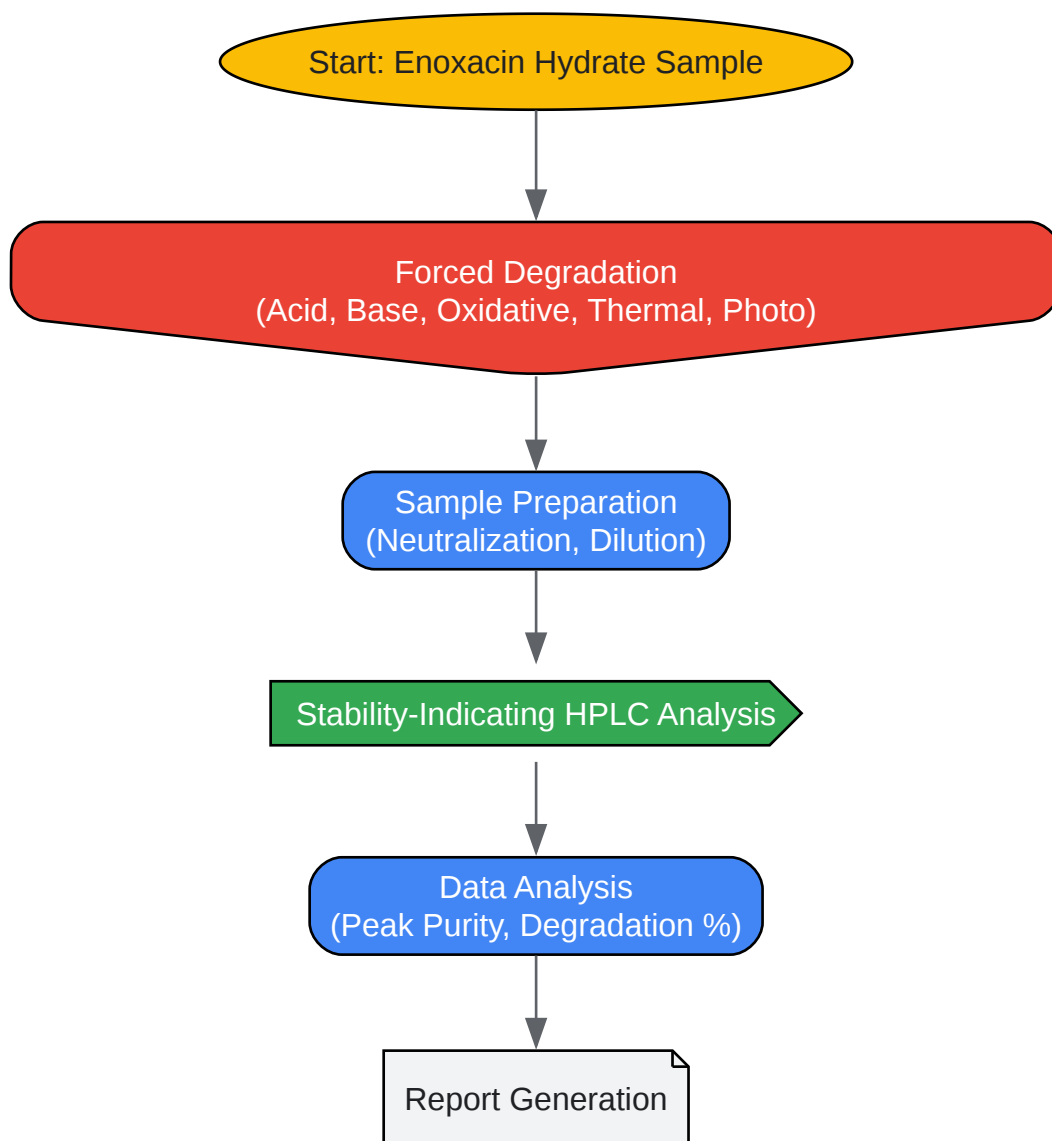 Start: Enoxacin Hydrate Sample
Forced Degradation
(Acid, Base, Oxidative, Thermal, Photo)
Sample Preparation
(Neutralization, Dilution)
Stability-Indicating HPLC Analysis
Data Analysis
(Peak Purity, Degradation %)
Report Generation